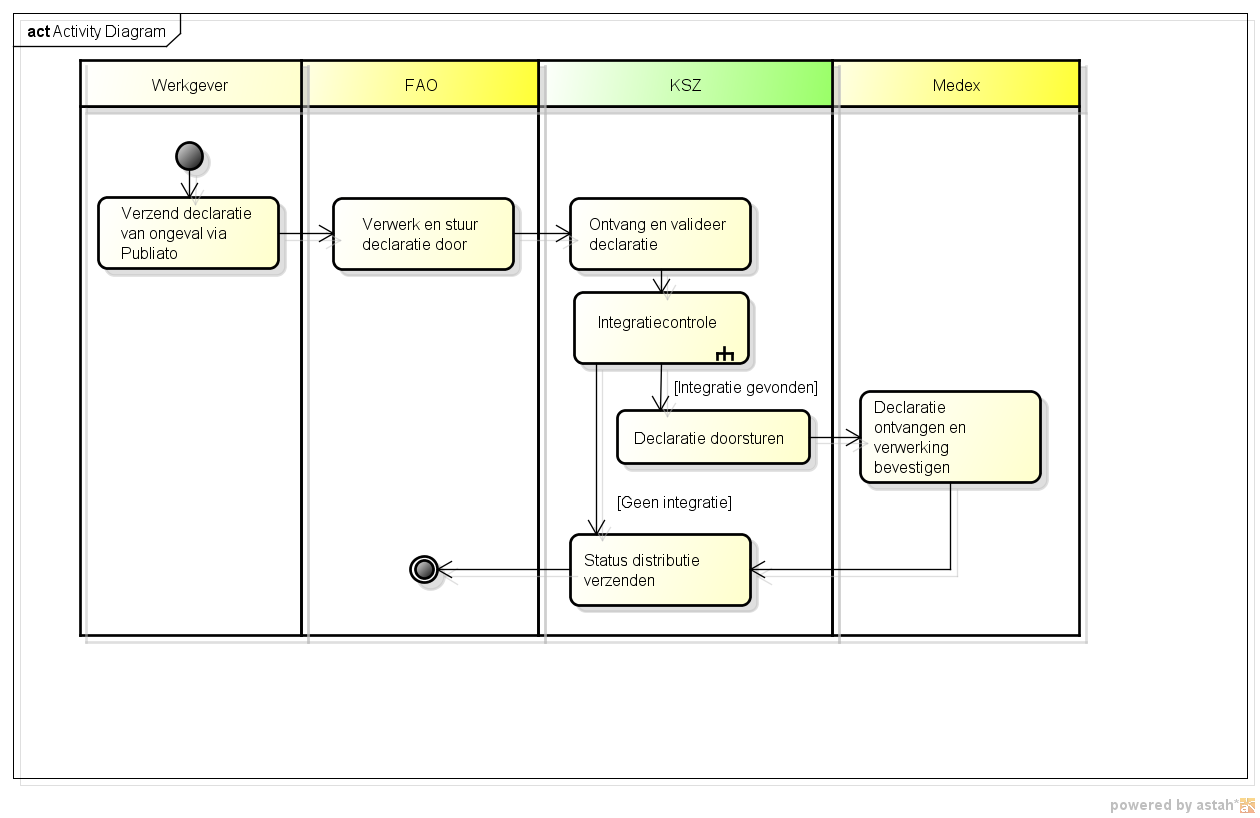 act Activity Diagram
Werkgever
FAO
KSZ
Medex
Verzend declaratie
van ongeval via
Publiato
Verwerk en stuur
declaratie door
Ontvang en valideer
declaratie
Integratiecontrole
[Integratie gevonden]
Declaratie doorsturen
Declaratie
ontvangen en
verwerking
bevestigen
[Geen integratie]
Status distributie
verzenden
powered by astah*